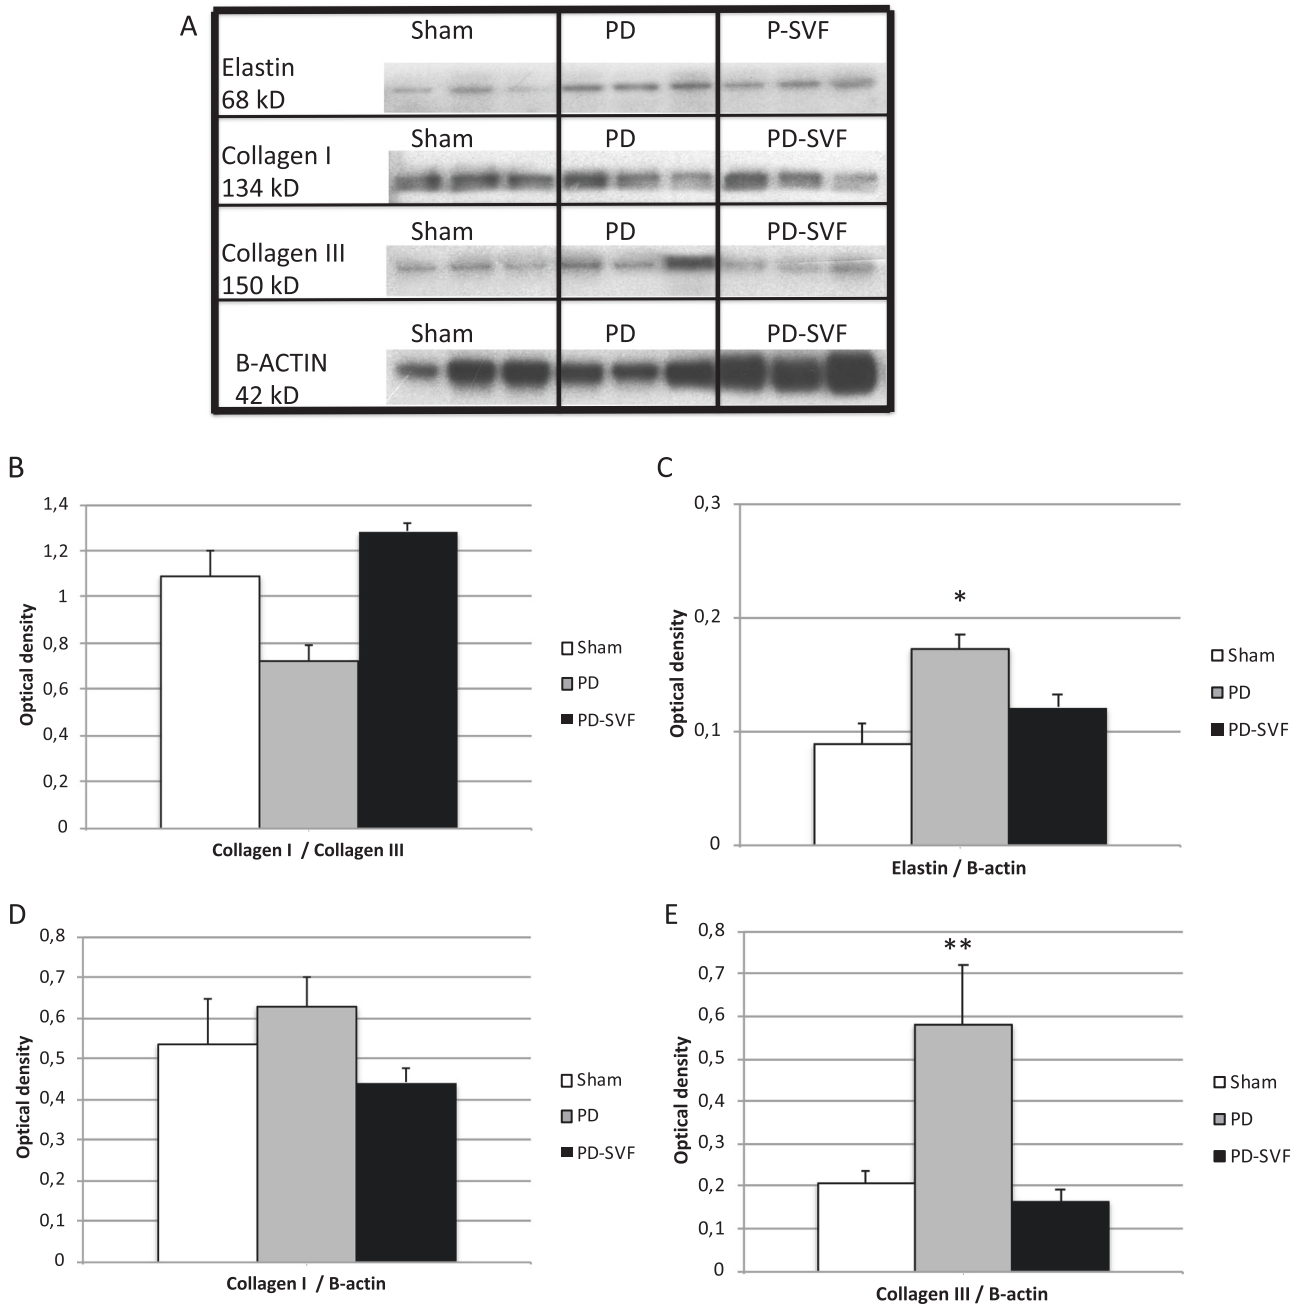 A
Sham PD P-SVF
Elastin
68 kD
Sham PD PD-SVF
Collagen I
134 kD
Sham PD PD-SVF
Collagen III
150 kD
Sham PD PD-SVF
B-ACTIN
42 kD
B
1,4
1,2
1
0,8
0,6
0,4
0,2
0
Optical density
Collagen I / Collagen III
Sham
PD
PD-SVF
C
0,3
0,2
0,1
0
Optical density
*
Elastin / B-actin
Sham
PD
PD-SVF
D
0,8
0,7
0,6
0,5
0,4
0,3
0,2
0,1
0
Optical density
Collagen I / B-actin
Sham
PD
PD-SVF
E
0,8
0,7
0,6
0,5
0,4
0,3
0,2
0,1
0
Optical density
**
Collagen III / B-actin
Sham
PD
PD-SVF